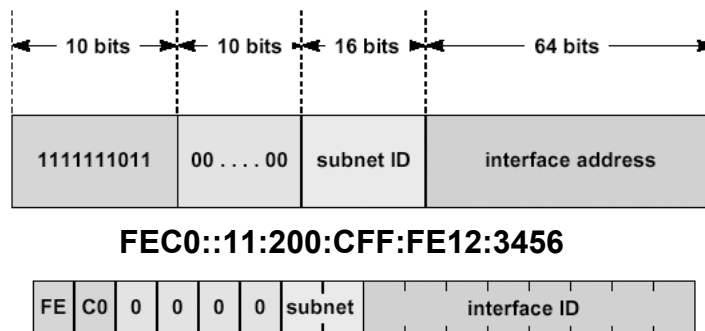 10 bits 10 bits 16 bits 64 bits
1111111011 00 . . . . 00 subnet ID interface address
FEC0::11:200:CFF:FE12:3456
FE C0 0 0 0 0 subnet interface ID